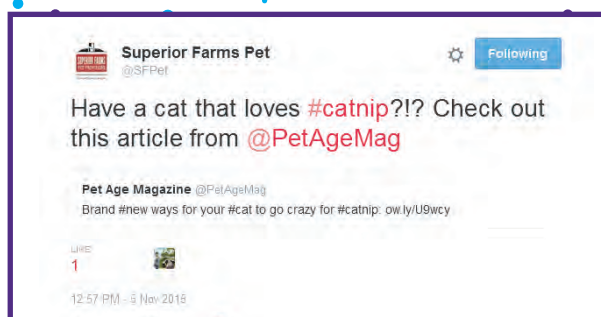 Superior Farms Pet
@SFPet
Following
Have a cat that loves #catnip?!? Check out
this article from @PetAgeMag
Pet Age Magazine @PetAgeMag
Brand #new ways for your #cat to go crazy for #catnip: ow.ly/U9wcy
LIKE
1
12:57 PM - Nov